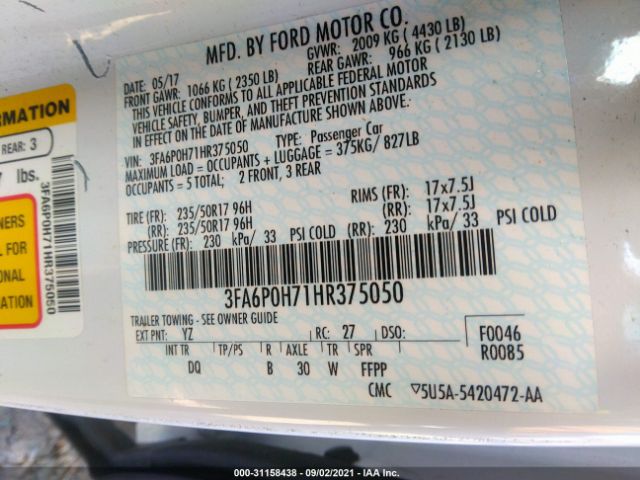 MFD. BY FORD MOTOR CO.
DATE: 05/17 GVWR: 2009 KG ( 4430 LB)
FRONT GAWR: 1066 KG ( 2350 LB) REAR GAWR: 966 KG ( 2130 LB)
THIS VEHICLE CONFORMS TO ALL APPLICABLE FEDERAL MOTOR
VEHICLE SAFETY, BUMPER, AND THEFT PREVENTION STANDARDS
IN EFFECT ON THE DATE OF MANUFACTURE SHOWN ABOVE.
VIN: 3FA6P0H71HR375050 TYPE: Passenger Car
MAXIMUM LOAD = OCCUPANTS + LUGGAGE = 375KG/ 827LB
OCCUPANTS = 5 TOTAL; 2 FRONT, 3 REAR
TIRE (FR): 235/50R17 96H RIMS (FR): 17x7.5J
(RR): 235/50R17 96H (RR): 17x7.5J
PRESSURE (FR): 230 kPa/ 33 PSI COLD (RR): 230 kPa/ 33 PSI COLD
3FA6P0H71HR375050
TRAILER TOWING - SEE OWNER GUIDE
EXT PNT: YZ RC: 27 DSO: F0046
INT TR TP/PS R AXLE TR SPR R0085
DQ B 30 W FFPP
CMC ▽5U5A-5420472-AA
RMATION
REAR: 3
lbs.
3FA6P0H71HR375050
NERS
L FOR
ONAL
TION
000-31158438 - 09/02/2021 - IAA Inc.